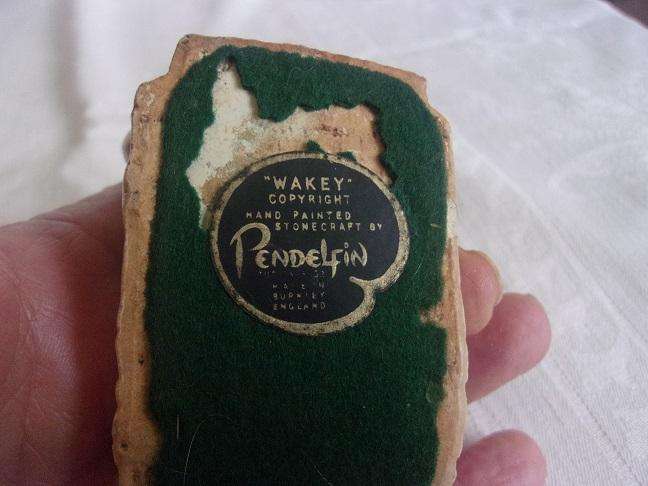 "WAKEY"
COPYRIGHT
HAND PAINTED
STONECRAFT BY
PENDELFIN
MADE IN
BURNLEY
ENGLAND